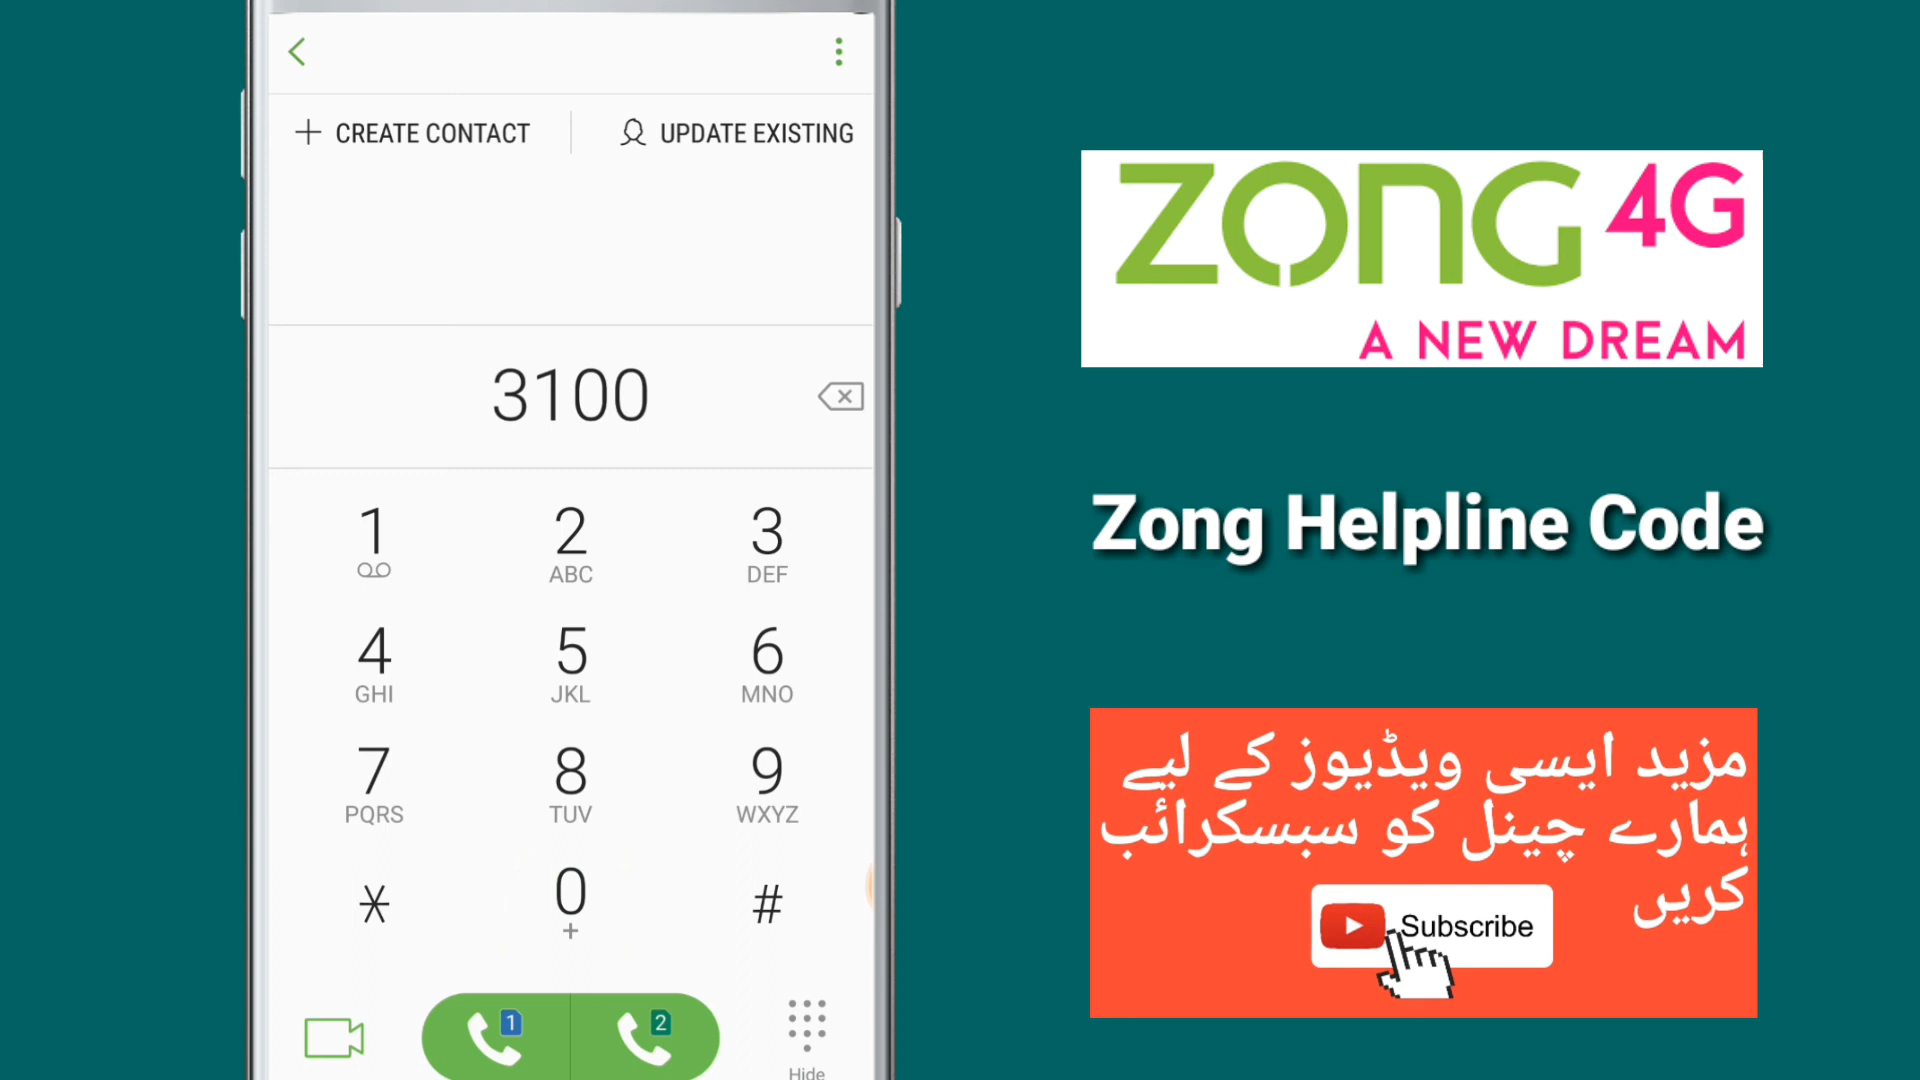 CREATE CONTACT
UPDATE EXISTING
3100
1
2
ABC
3
DEF
4
GHI
5
JKL
6
MNO
7
PQRS
8
TUV
9
WXYZ
*
0
+
#
1
2
Hide
ZONG 4G
A NEW DREAM
Zong Helpline Code
مزید ایسی ویڈیوز کے لیے
ہمارے چینل کو سبسکرائب
کریں
Subscribe